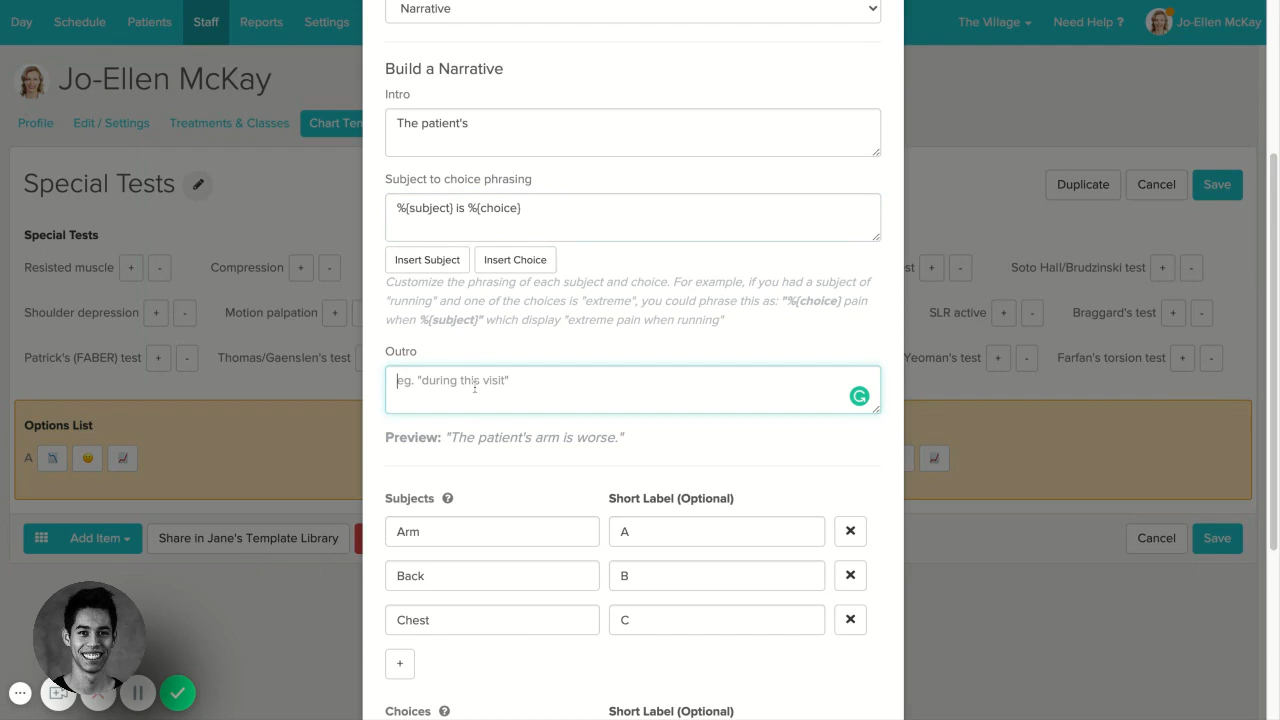 Day Schedule Patients Staff Reports Settings The Village Need Help ? Jo-Ellen McKay
Narrative
Jo-Ellen McKay
Profile Edit / Settings Treatments & Classes Chart Tem
Build a Narrative
Intro
The patient's
Special Tests Duplicate Cancel Save
Subject to choice phrasing
%{subject} is %{choice}
Special Tests
Resisted muscle + - Compression + - Insert Subject Insert Choice est + - Soto Hall/Brudzinski test + -
Customize the phrasing of each subject and choice. For example, if you had a subject of
"running" and one of the choices is "extreme", you could phrase this as: "%{choice} pain
when %{subject}" which display "extreme pain when running"
Shoulder depression + - Motion palpation + SLR active + - Braggard's test + -
Outro
Patrick's (FABER) test + - Thomas/Gaenslen's test + Yeoman's test + - Farfan's torsion test + -
eg. "during this visit"
Options List
Preview: "The patient's arm is worse."
A
Subjects ? Short Label (Optional)
Arm A
Add Item Share in Jane's Template Library Cancel Save
Back B
Chest C
+
Choices ? Short Label (Optional)